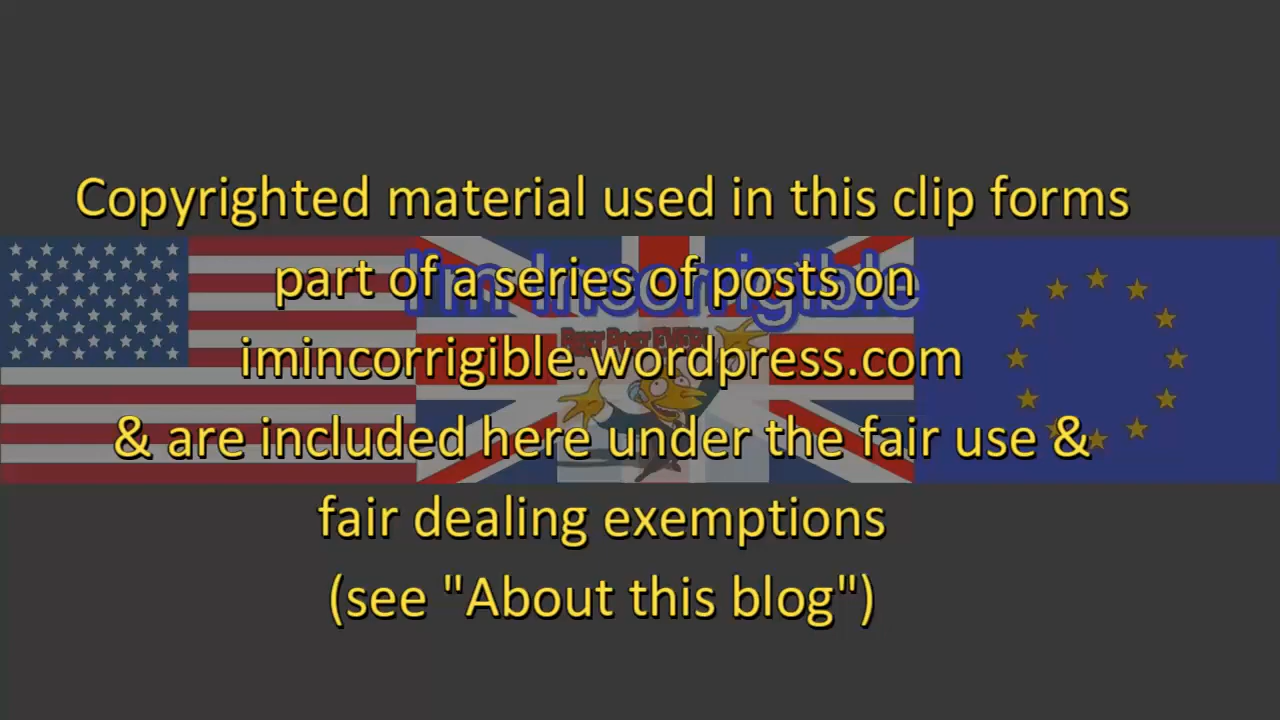 Copyrighted material used in this clip forms
part of a series of posts on
I'm Incorrigible
imincorrigible.wordpress.com
& are included here under the fair use &
fair dealing exemptions
(see "About this blog")